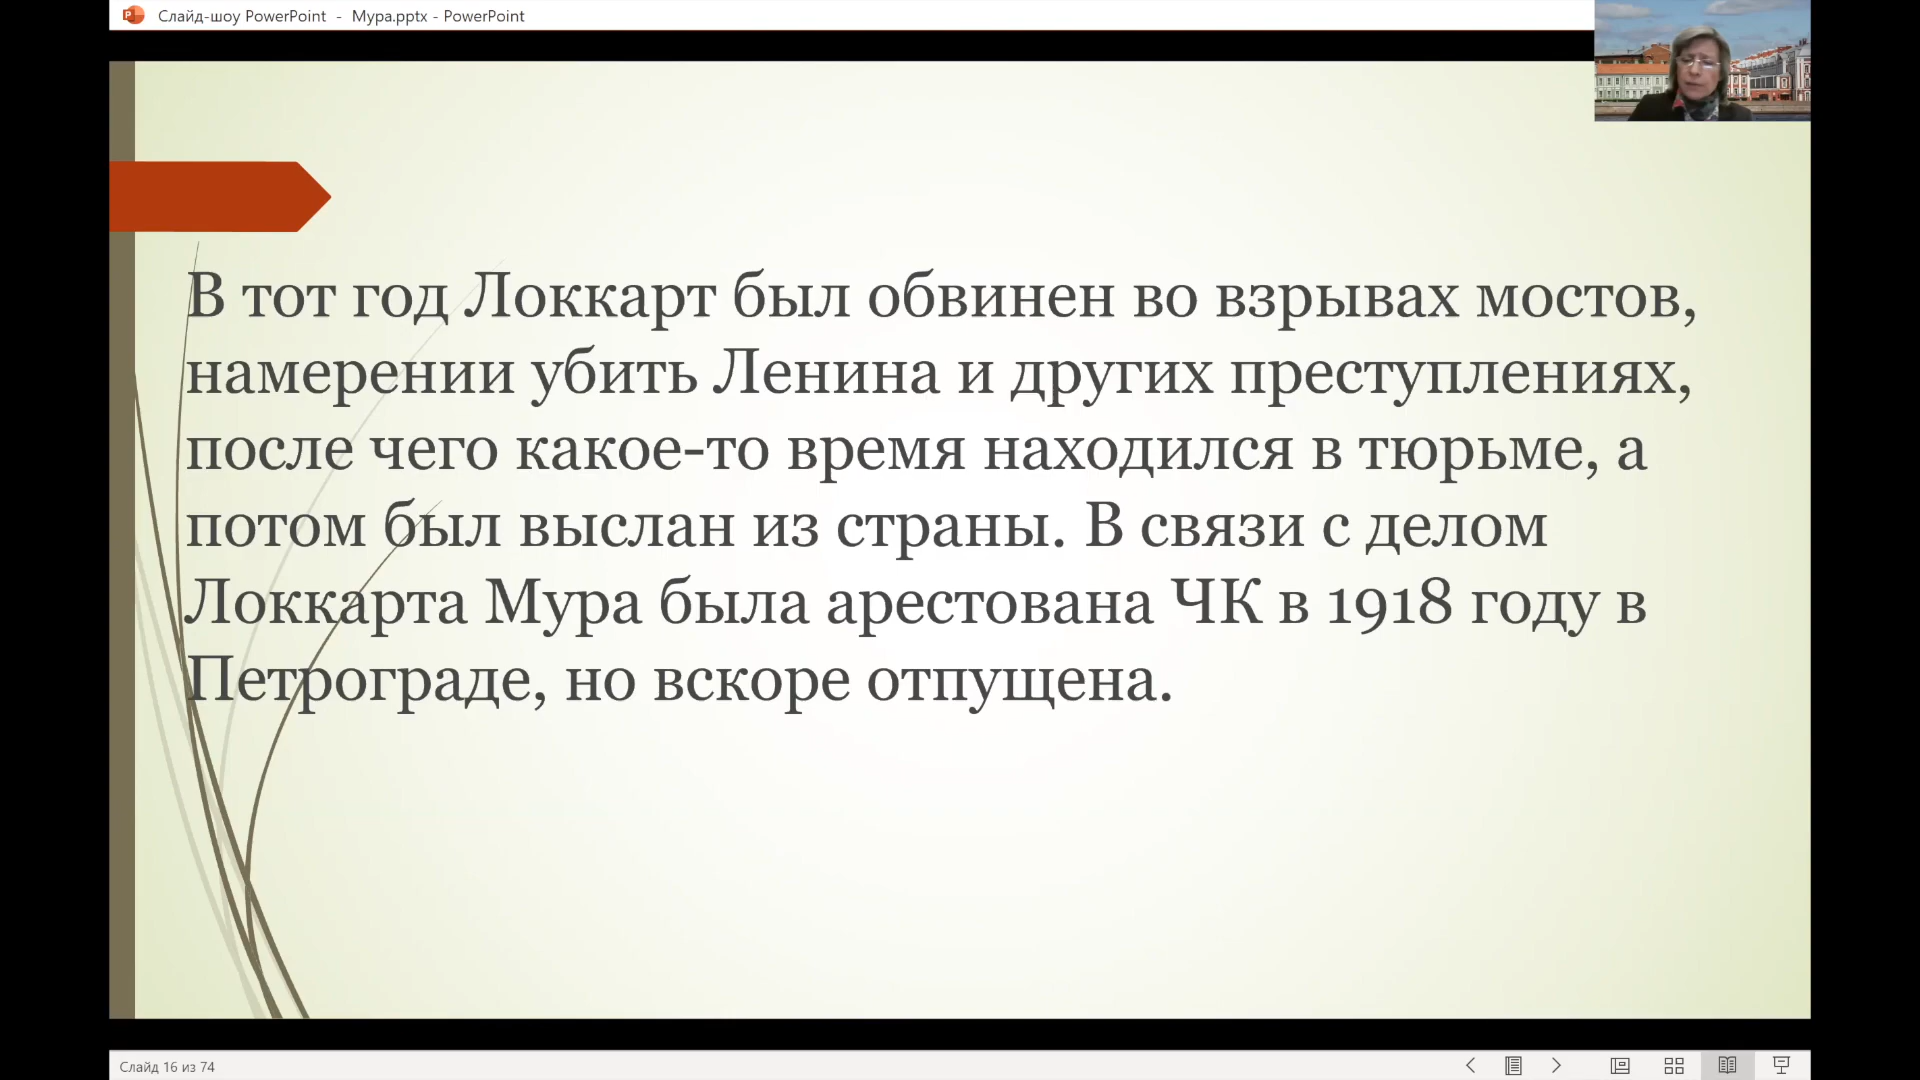 Слайд-шоу PowerPoint - Мура.pptx - PowerPoint
В тот год Локкарт был обвинен во взрывах мостов,
намерении убить Ленина и других преступлениях,
после чего какое-то время находился в тюрьме, а
потом был выслан из страны. В связи с делом
Локкарта Мура была арестована ЧК в 1918 году в
Петрограде, но вскоре отпущена.
Слайд 16 из 74